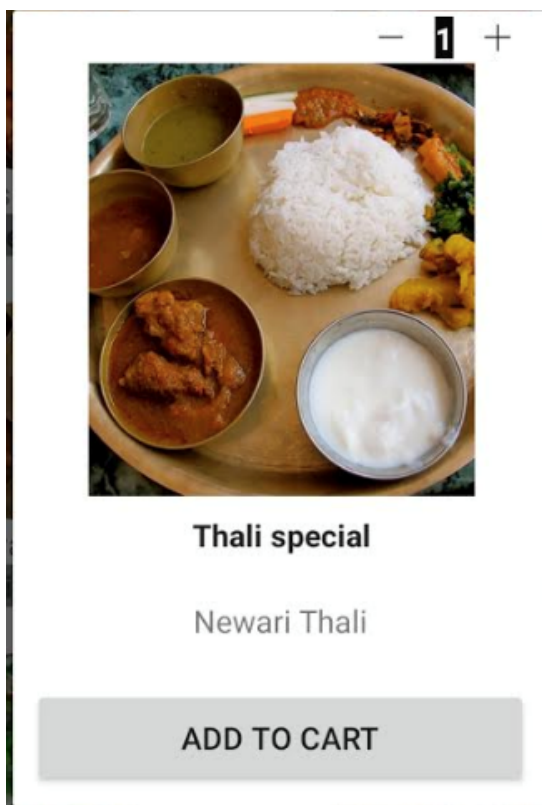 − 1 +
Thali special
Newari Thali
ADD TO CART